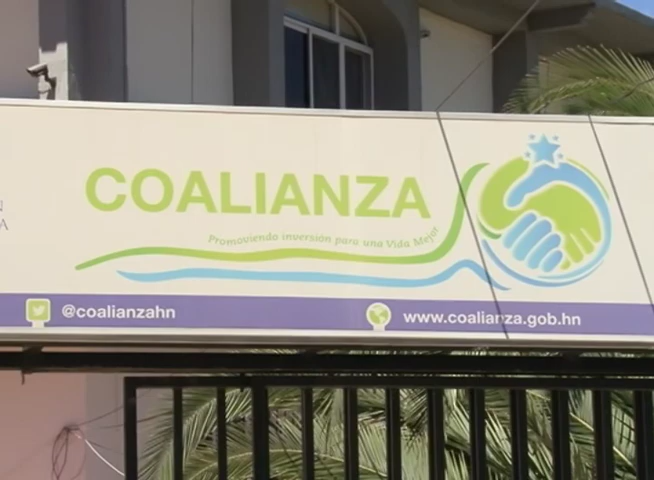 N
A
COALIANZA
Promoviendo inversión para una Vida Mejor
@coalianzahn
www.coalianza.gob.hn